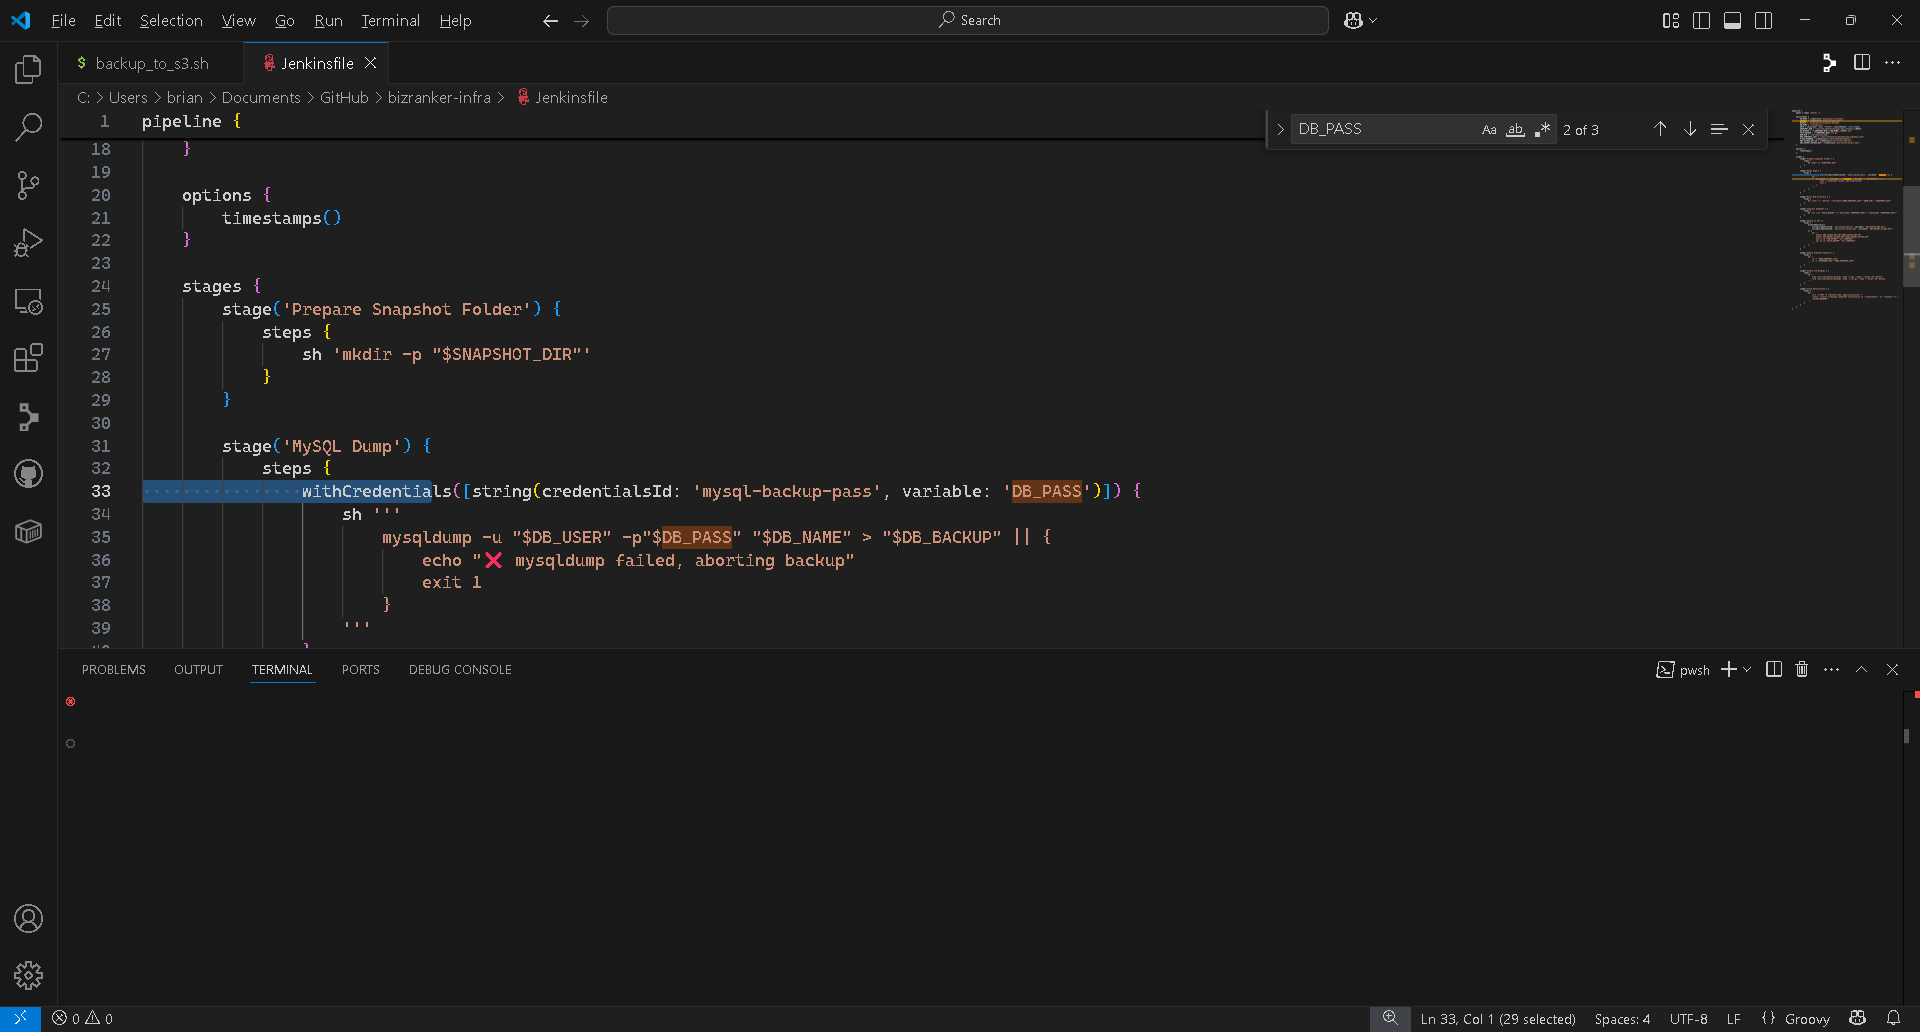 File Edit Selection View Go Run Terminal Help
Search
backup_to_s3.sh
Jenkinsfile
C: > Users > brian > Documents > GitHub > bizranker-infra > Jenkinsfile
DB_PASS
Aa ab .* 2 of 3
1 pipeline {
18 }
19
20 options {
21 timestamps()
22 }
23
24 stages {
25 stage('Prepare Snapshot Folder') {
26 steps {
27 sh 'mkdir -p "$SNAPSHOT_DIR"'
28 }
29 }
30
31 stage('MySQL Dump') {
32 steps {
33 withCredentials([string(credentialsId: 'mysql-backup-pass', variable: 'DB_PASS')]) {
34 sh '''
35 mysqldump -u "$DB_USER" -p"$DB_PASS" "$DB_NAME" > "$DB_BACKUP" || {
36 echo "❌ mysqldump failed, aborting backup"
37 exit 1
38 }
39 '''
PROBLEMS OUTPUT TERMINAL PORTS DEBUG CONSOLE
pwsh
0 0
Ln 33, Col 1 (29 selected) Spaces: 4 UTF-8 LF {} Groovy